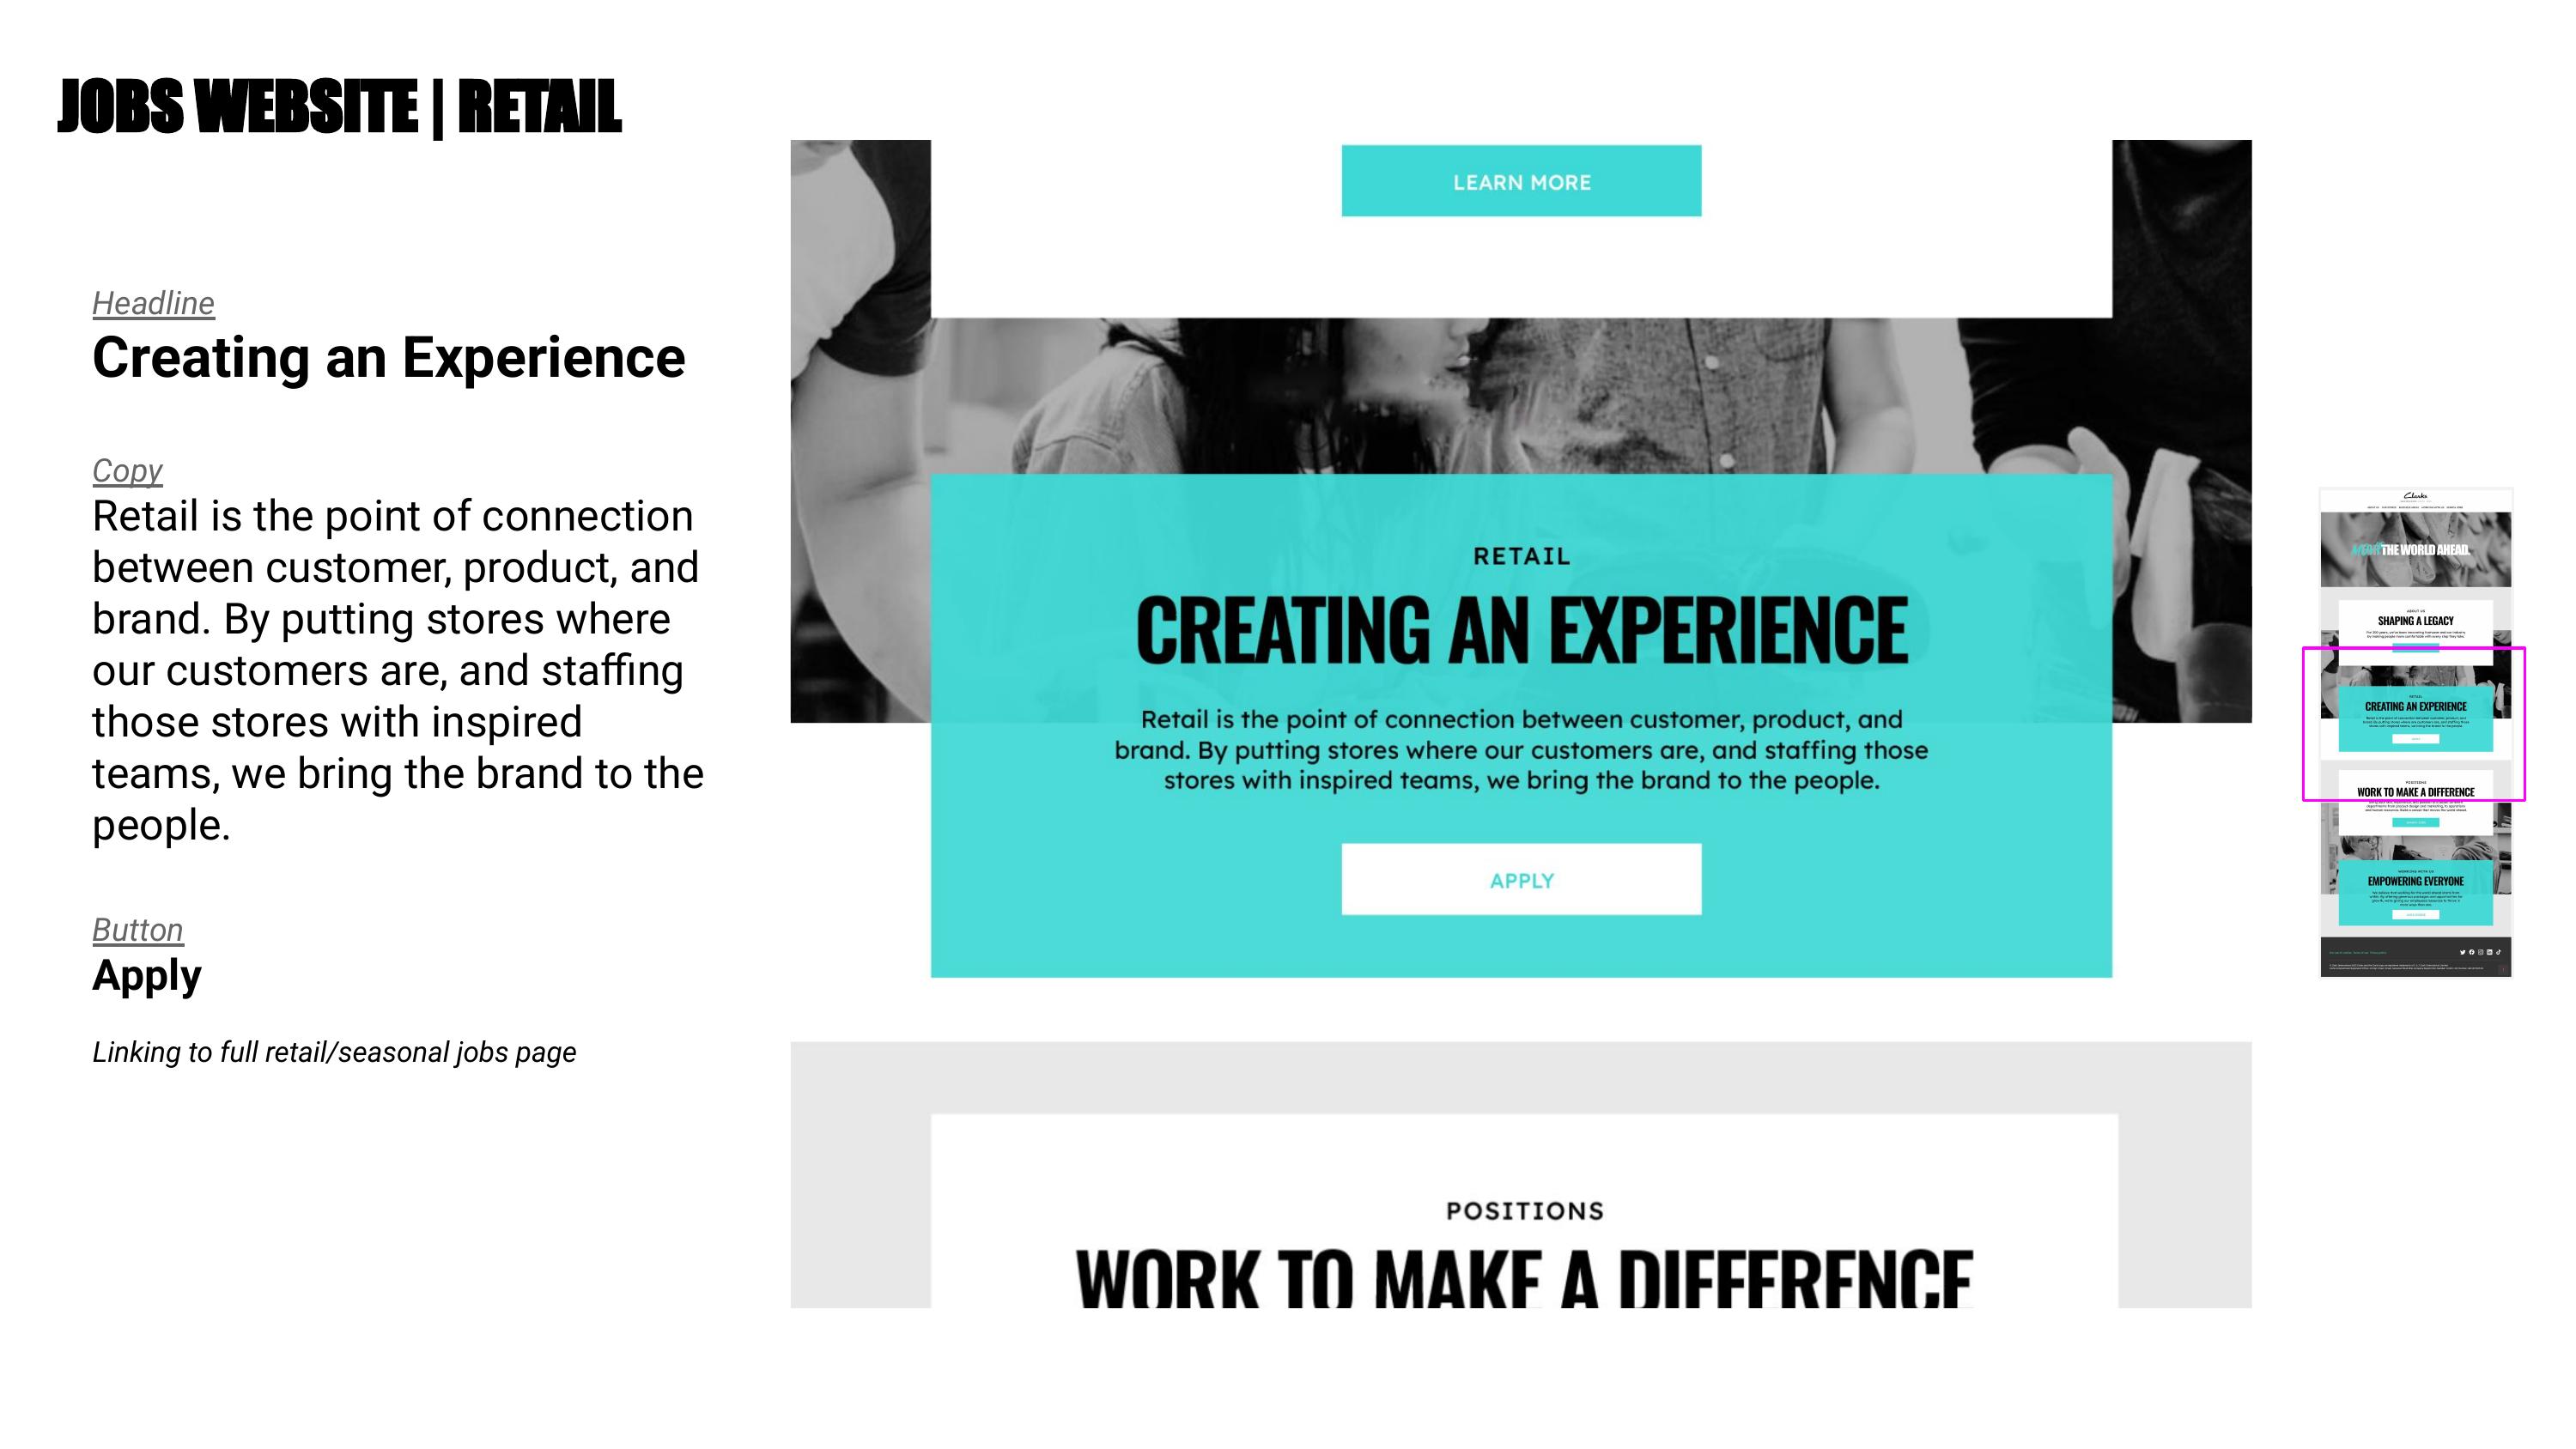 JOBS WEBSITE | RETAIL
Headline
Creating an Experience
Copy
Retail is the point of connection
between customer, product, and
brand. By putting stores where
our customers are, and staffing
those stores with inspired
teams, we bring the brand to the
people.
Button
Apply
Linking to full retail/seasonal jobs page
LEARN MORE
RETAIL
CREATING AN EXPERIENCE
Retail is the point of connection between customer, product, and
brand. By putting stores where our customers are, and staffing those
stores with inspired teams, we bring the brand to the people.
APPLY
POSITIONS
WORK TO MAKE A DIFFERENCE
Clarks
THE WORLD AHEAD.
ABOUT US
SHAPING A LEGACY
RETAIL
CREATING AN EXPERIENCE
POSITIONS
WORK TO MAKE A DIFFERENCE
EMPOWERING EVERYONE